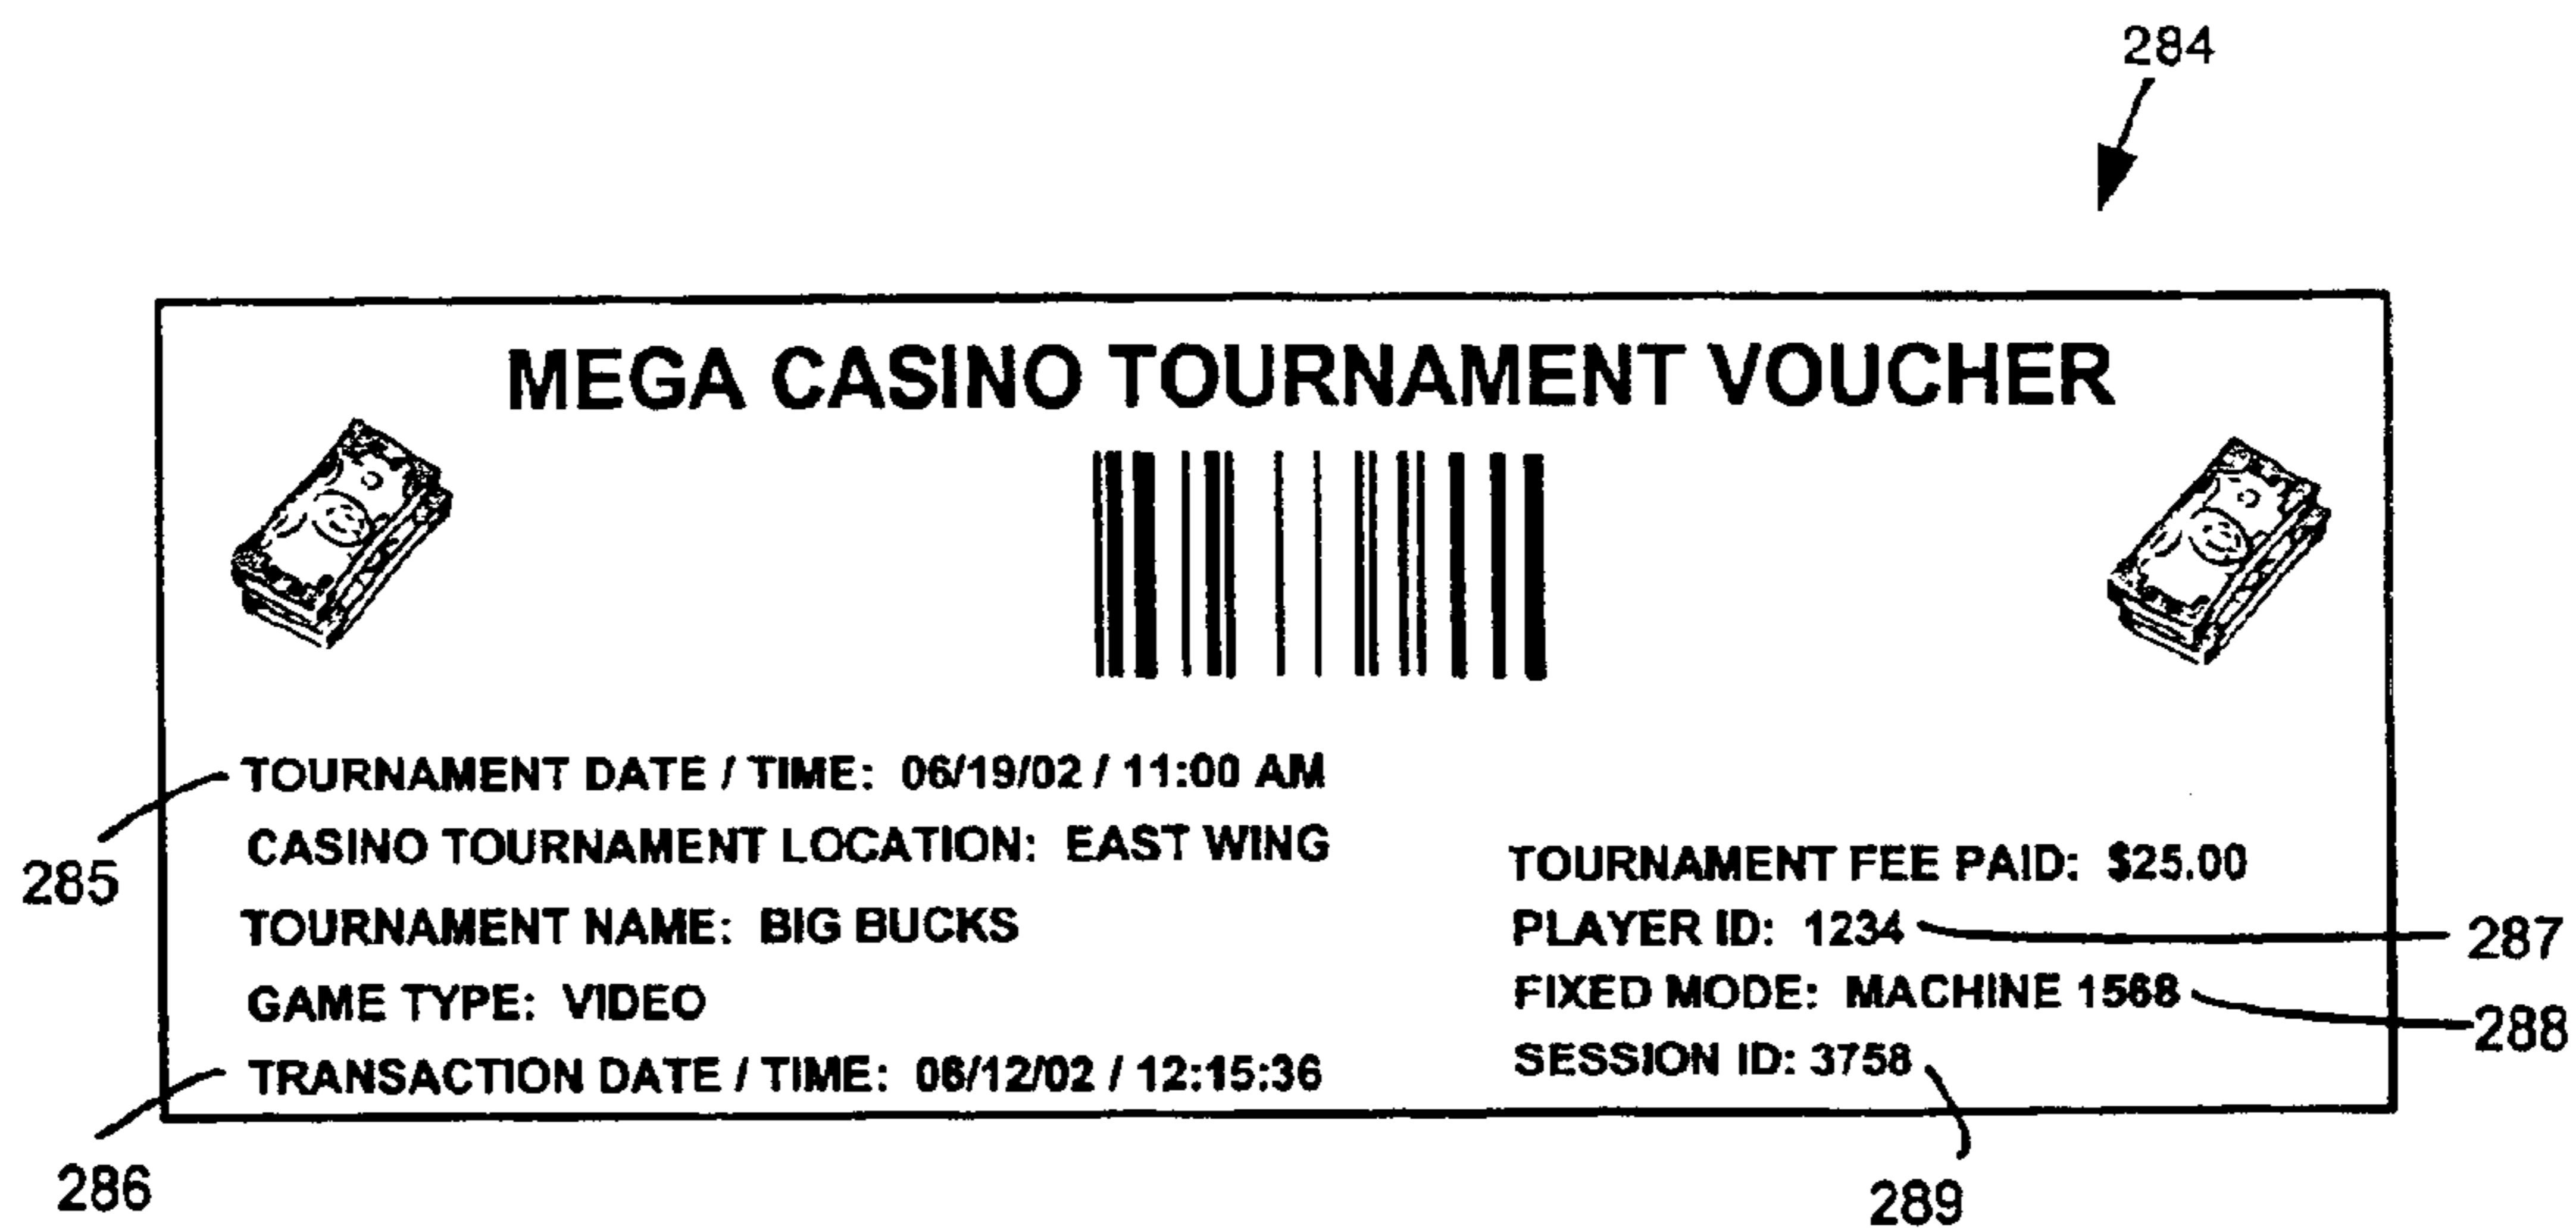 284
MEGA CASINO TOURNAMENT VOUCHER
TOURNAMENT DATE / TIME: 06/19/02 / 11:00 AM
285
CASINO TOURNAMENT LOCATION: EAST WING
TOURNAMENT NAME: BIG BUCKS
GAME TYPE: VIDEO
TRANSACTION DATE / TIME: 06/12/02 / 12:15:36
286
TOURNAMENT FEE PAID: $25.00
PLAYER ID: 1234
287
FIXED MODE: MACHINE 1568
288
SESSION ID: 3758
289